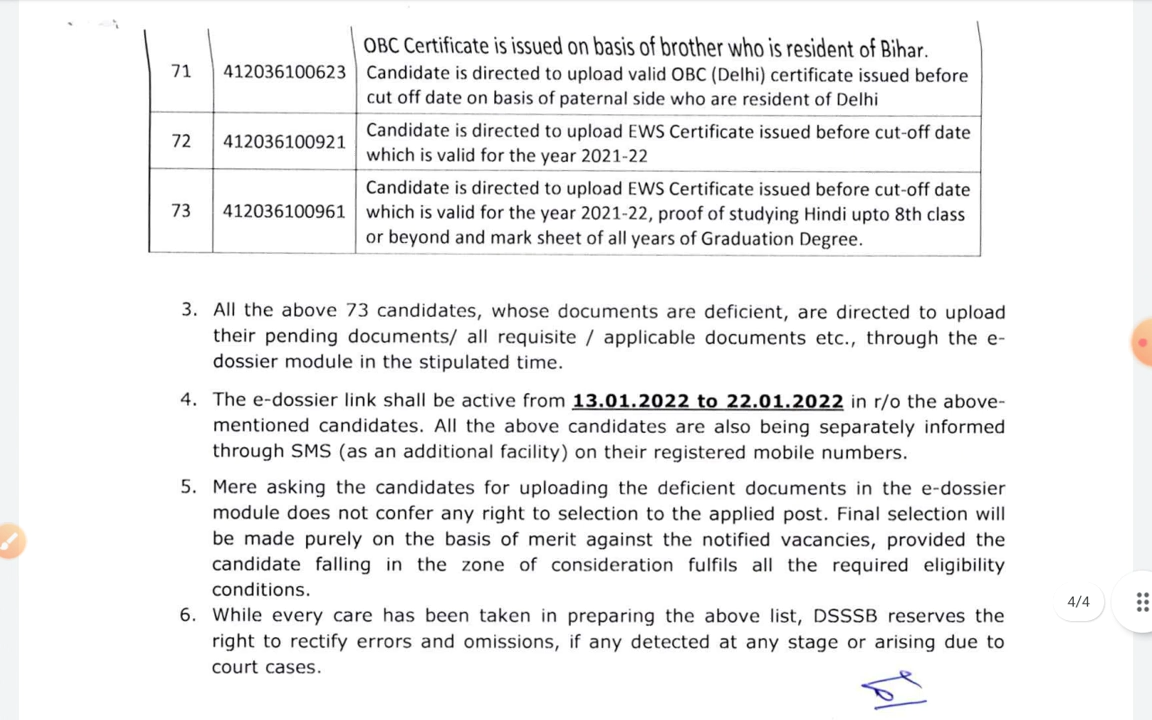 OBC Certificate is issued on basis of brother who is resident of Bihar.
71 412036100623 Candidate is directed to upload valid OBC (Delhi) certificate issued before
cut off date on basis of paternal side who are resident of Delhi
72 412036100921 Candidate is directed to upload EWS Certificate issued before cut-off date
which is valid for the year 2021-22
Candidate is directed to upload EWS Certificate issued before cut-off date
73 412036100961 which is valid for the year 2021-22, proof of studying Hindi upto 8th class
or beyond and mark sheet of all years of Graduation Degree.
3. All the above 73 candidates, whose documents are deficient, are directed to upload
their pending documents/ all requisite / applicable documents etc., through the e-
dossier module in the stipulated time.
4. The e-dossier link shall be active from 13.01.2022 to 22.01.2022 in r/o the above-
mentioned candidates. All the above candidates are also being separately informed
through SMS (as an additional facility) on their registered mobile numbers.
5. Mere asking the candidates for uploading the deficient documents in the e-dossier
module does not confer any right to selection to the applied post. Final selection will
be made purely on the basis of merit against the notified vacancies, provided the
candidate falling in the zone of consideration fulfils all the required eligibility
conditions.
4/4
6. While every care has been taken in preparing the above list, DSSSB reserves the
right to rectify errors and omissions, if any detected at any stage or arising due to
court cases.